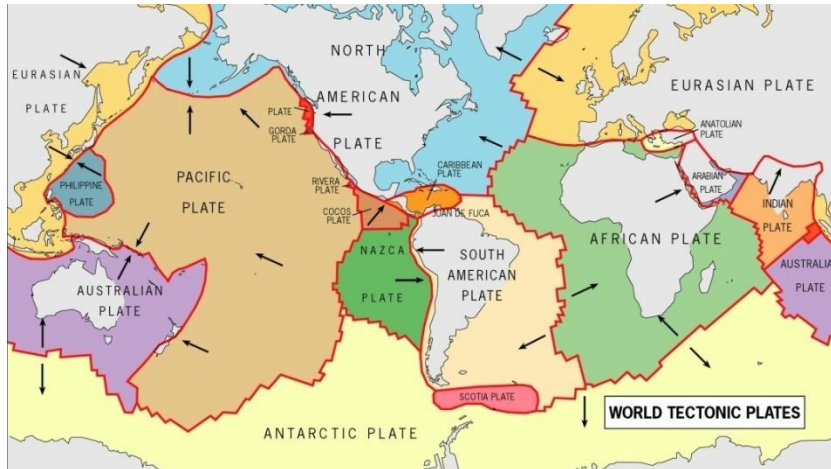 NORTH
AMERICAN
PLATE
EURASIAN
PLATE
EURASIAN PLATE
ANATOLIAN
PLATE
PLATE
GORDA
PLATE
CARIBBEAN
PLATE
ARABIAN
PLATE
PHILIPPINE
PLATE
PACIFIC
PLATE
RIVERA
PLATE
COCOS
PLATE
JUAN DE FUCA
INDIAN
PLATE
NAZCA
PLATE
SOUTH
AMERICAN
PLATE
AFRICAN PLATE
AUSTRALIAN
PLATE
AUSTRALIA
PLATE
SCOTIA PLATE
WORLD TECTONIC PLATES
ANTARCTIC PLATE